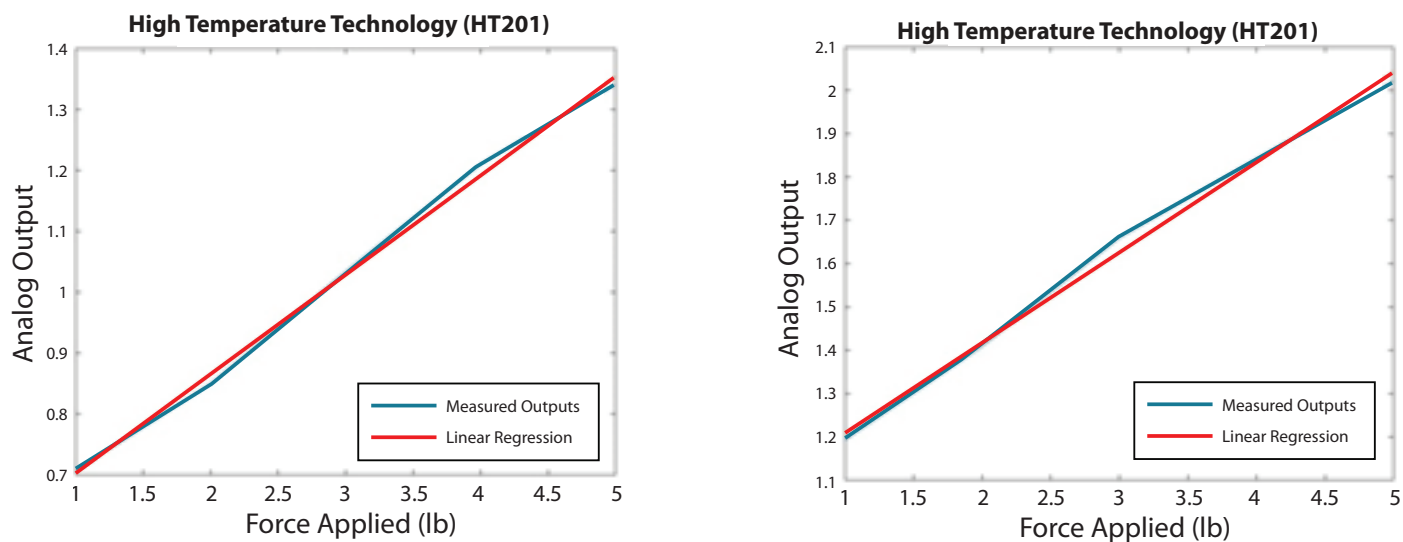 High Temperature Technology (HT201)
1.4
1.3
1.2
1.1
1
0.9
0.8
0.7
Analog Output
1 1.5 2 2.5 3 3.5 4 4.5 5
Force Applied (lb)
Measured Outputs
Linear Regression
High Temperature Technology (HT201)
2.1
2
1.9
1.8
1.7
1.6
1.5
1.4
1.3
1.2
1.1
Analog Output
1 1.5 2 2.5 3 3.5 4 4.5 5
Force Applied (lb)
Measured Outputs
Linear Regression